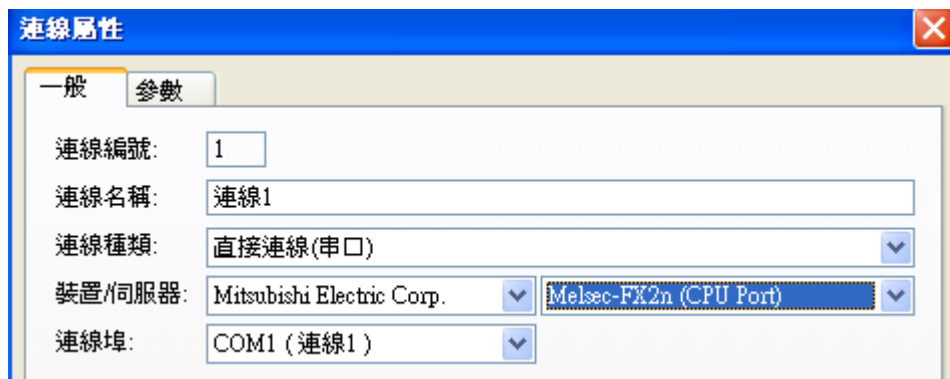 連線屬性
一般 參數
連線編號: 1
連線名稱: 連線1
連線種類: 直接連線(串口)
裝置/伺服器: Mitsubishi Electric Corp. Melsec-FX2n (CPU Port)
連線埠: COM1 ( 連線1 )